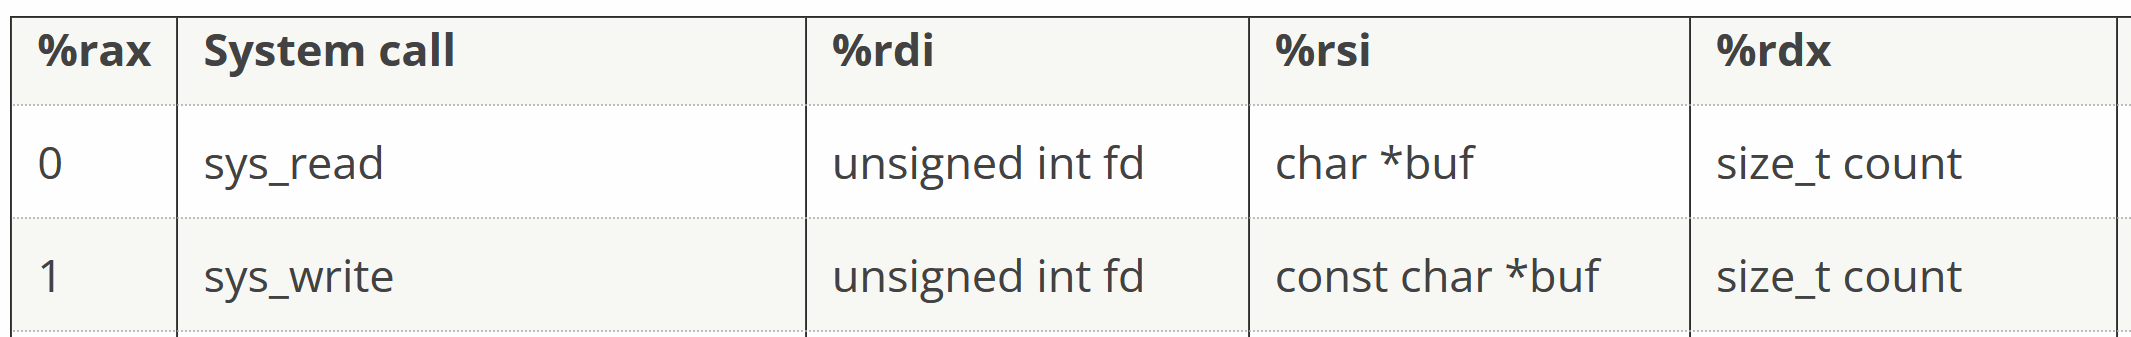 %rax System call %rdi %rsi %rdx
0 sys_read unsigned int fd char *buf size_t count
1 sys_write unsigned int fd const char *buf size_t count